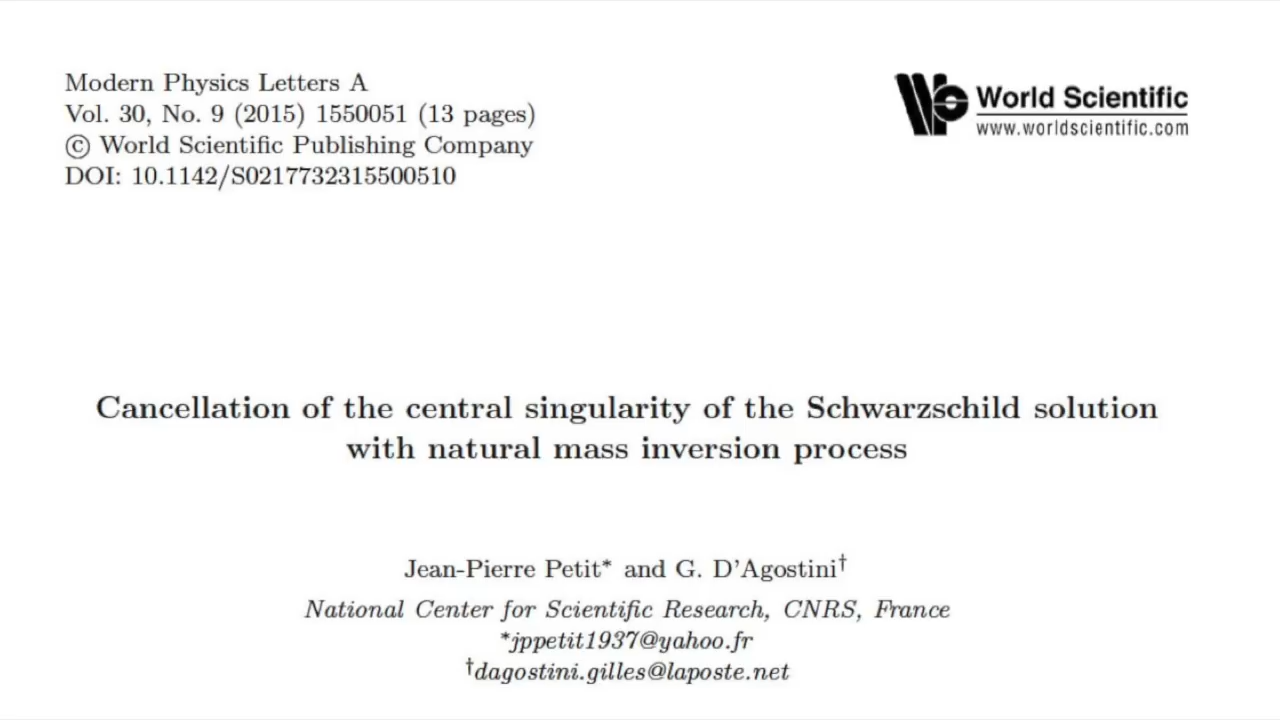 Modern Physics Letters A
Vol. 30, No. 9 (2015) 1550051 (13 pages)
© World Scientific Publishing Company
DOI: 10.1142/S0217732315500510
World Scientific
www.worldscientific.com
Cancellation of the central singularity of the Schwarzschild solution
with natural mass inversion process
Jean-Pierre Petit* and G. D'Agostini†
National Center for Scientific Research, CNRS, France
*jppetit1937@yahoo.fr
†dagostini.gilles@laposte.net